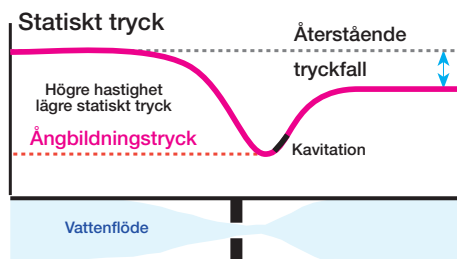 Statiskt tryck
Återstående
tryckfall
Högre hastighet
lägre statiskt tryck
Ångbildningstryck
Kavitation
Vattenflöde